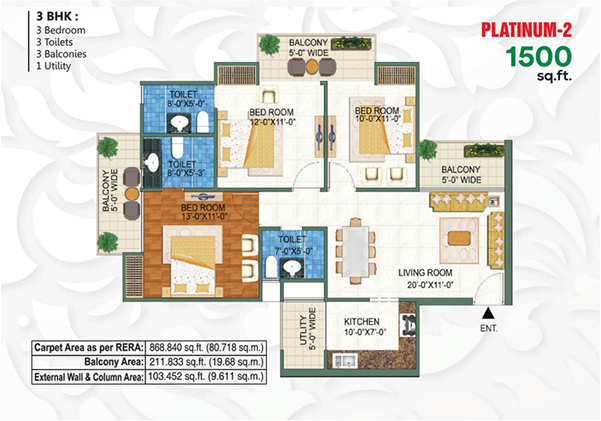 3 BHK :
3 Bedroom
3 Toilets
3 Balconies
1 Utility
PLATINUM-2
1500
sq.ft.
BALCONY
5'-0" WIDE
TOILET
8'-0"X5'-0"
BED ROOM
12'-0"X11'-0"
BED ROOM
10'-0"X11'-0"
TOILET
8'-0"X5'-3"
BALCONY
5'-0" WIDE
BALCONY
5'-0" WIDE
BED ROOM
13'-0"X11'-0"
TOILET
7'-0"X5'-0"
LIVING ROOM
20'-0"X11'-0"
UTLITY
5'-0" WIDE
KITCHEN
10'-0"X7'-0"
ENT.
Carpet Area as per RERA: 868.840 sq.ft. (80.718 sq.m.)
Balcony Area: 211.833 sq.ft. (19.68 sq.m.)
External Wall & Column Area: 103.452 sq.ft. (9.611 sq.m.)